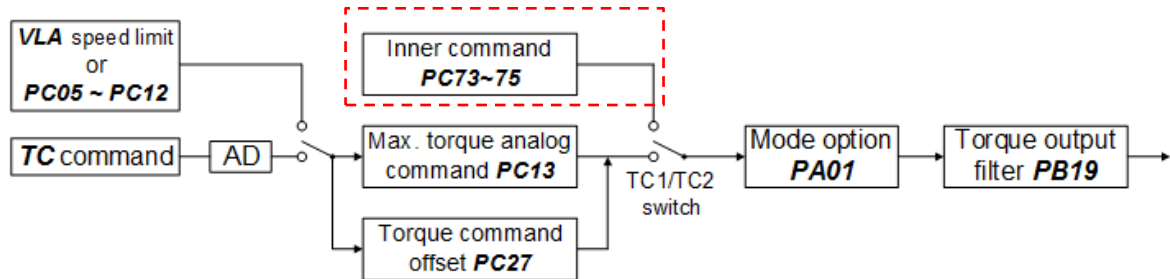 VLA speed limit
or
PC05 ~ PC12
TC command
AD
Inner command
PC73~75
Max. torque analog
command PC13
Torque command
offset PC27
TC1/TC2
switch
Mode option
PA01
Torque output
filter PB19